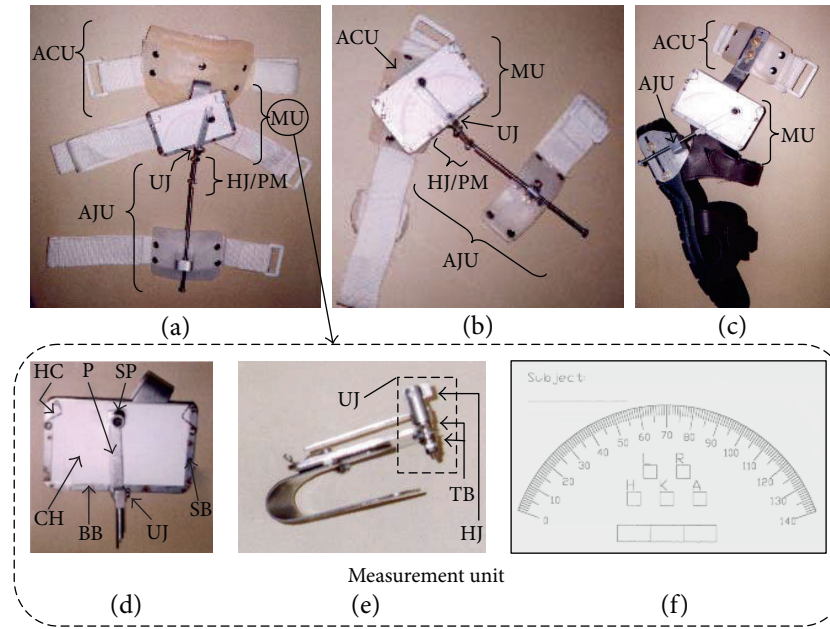 ACU
MU
UJ
HJ/PM
AJU
(a)
ACU
MU
UJ
HJ/PM
AJU
(b)
ACU
AJU
MU
(c)
HC
P
SP
CH
BB
UJ
SB
(d)
UJ
TB
HJ
(e)
Subject:
0
10
20
30
40
50
60
70
80
90
100
110
120
130
140
L
R
H
K
A
(f)
Measurement unit